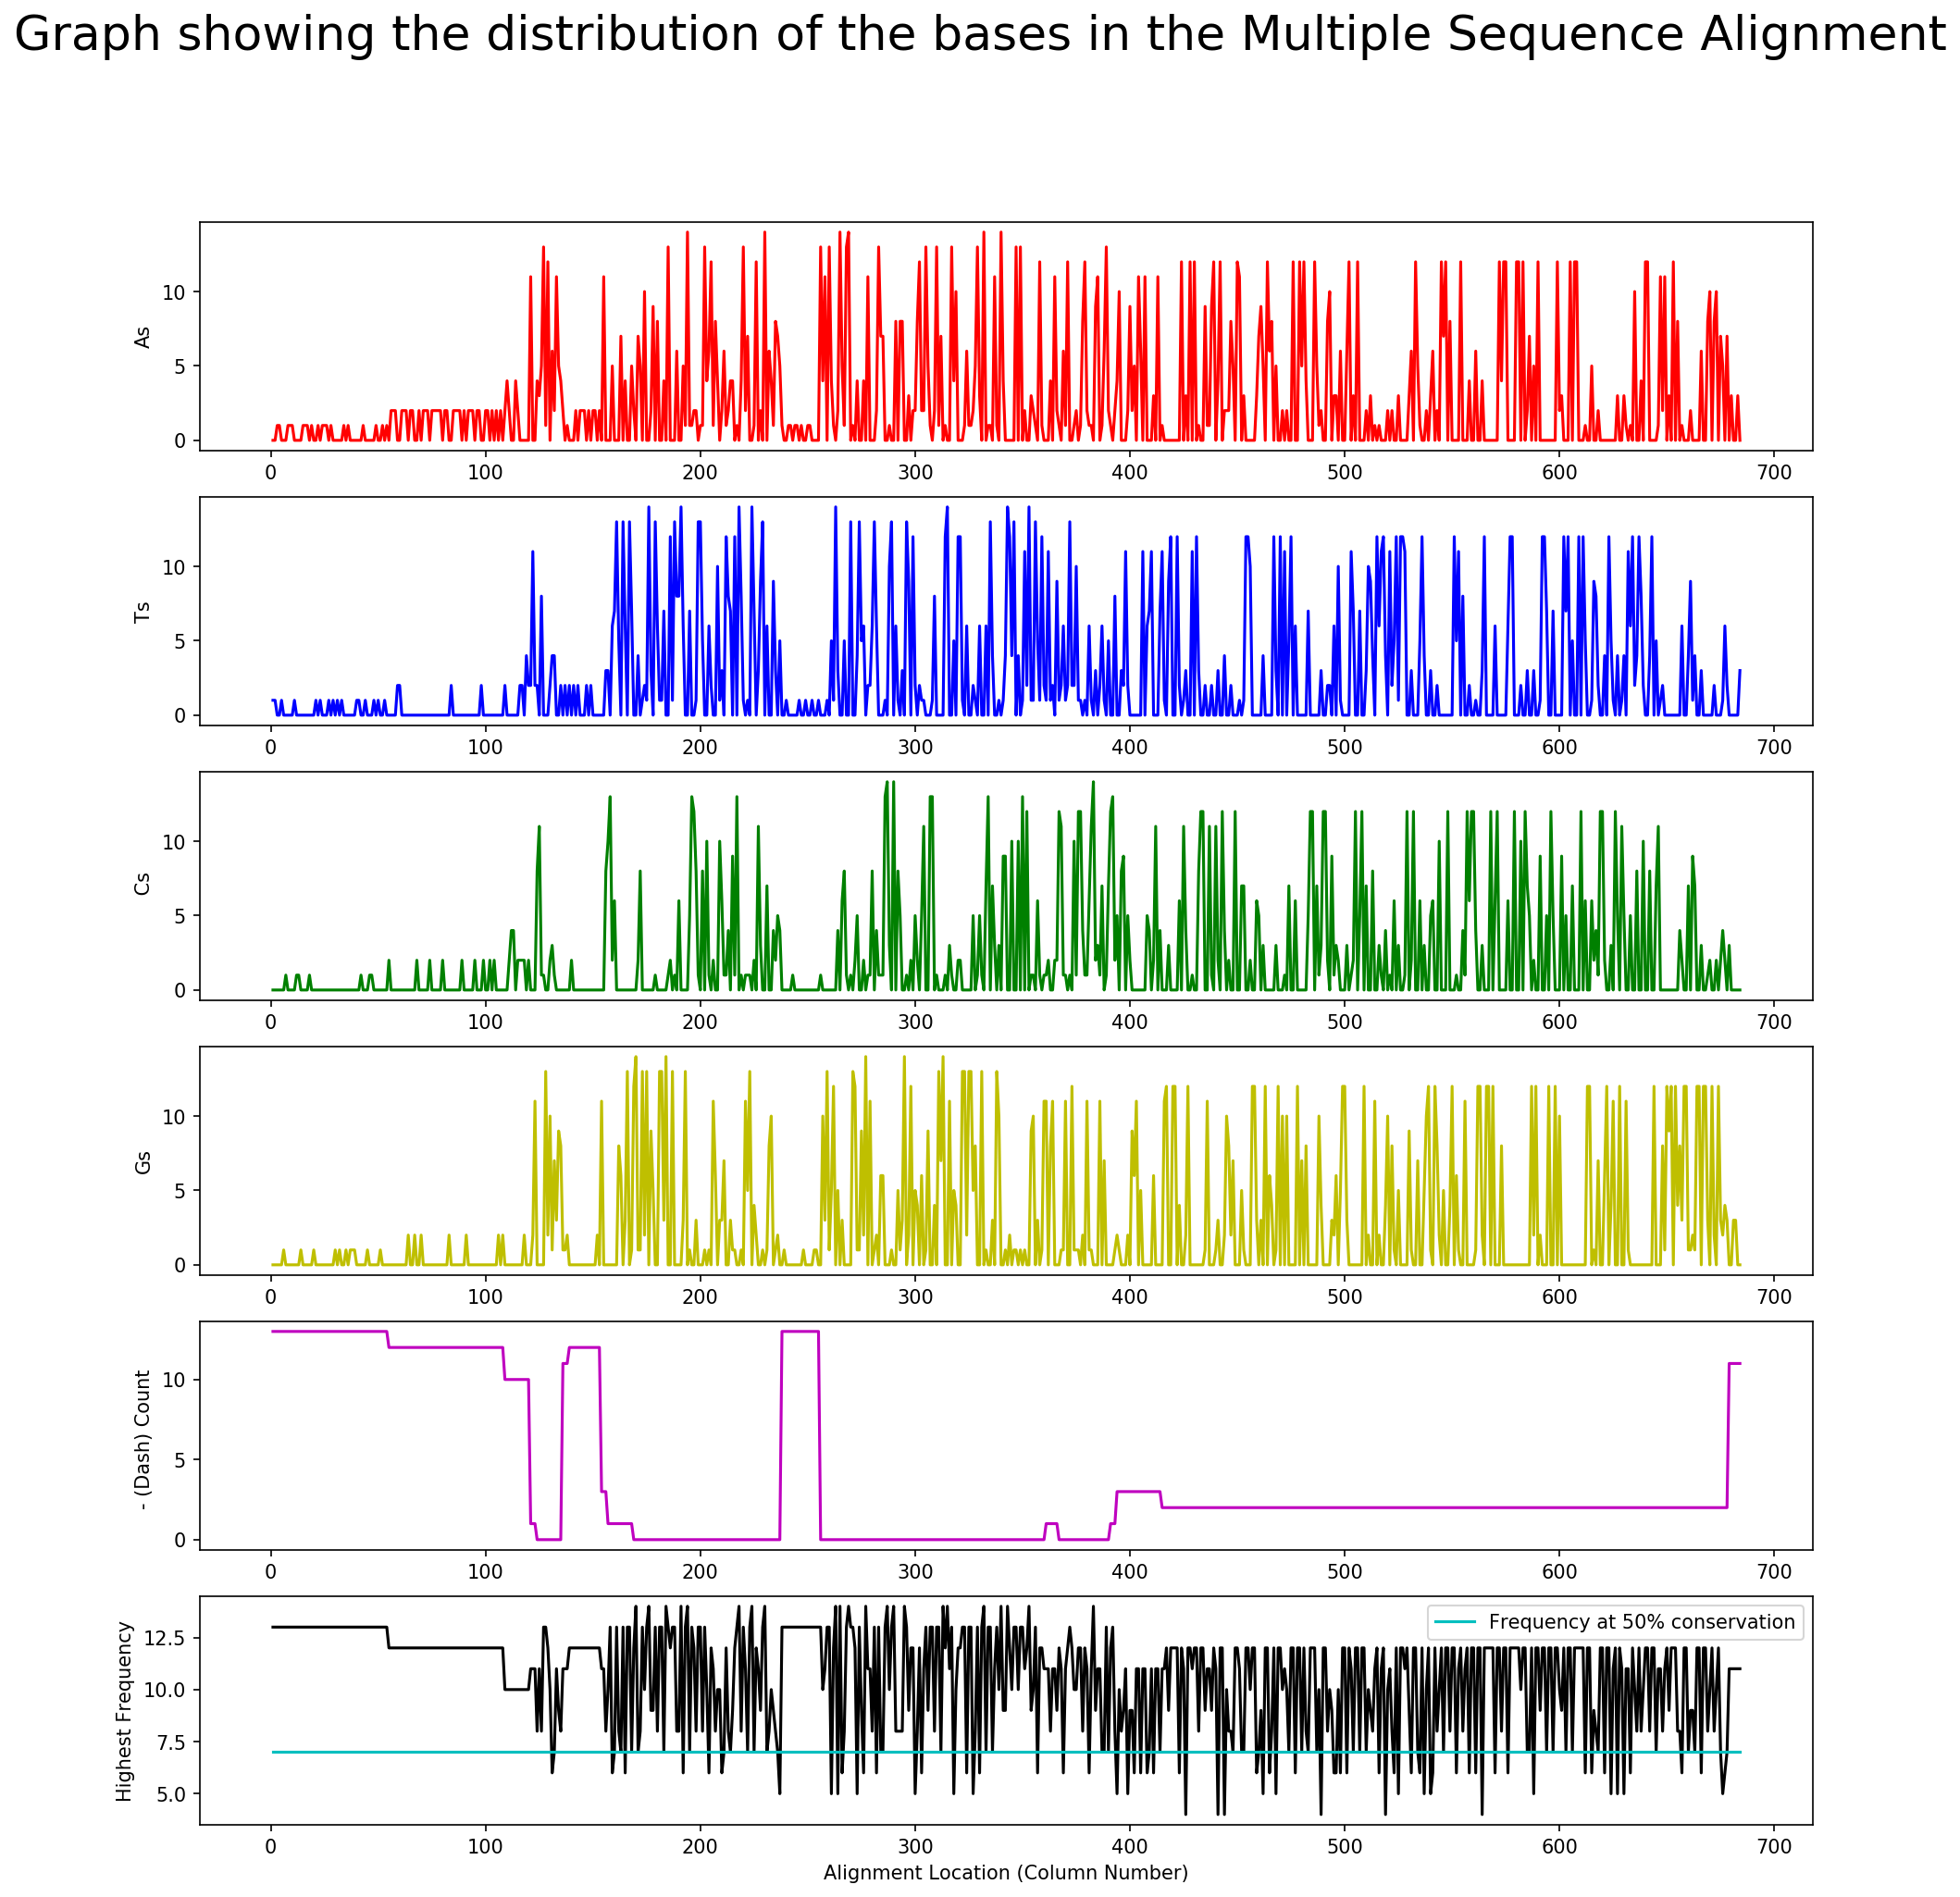 Graph showing the distribution of the bases in the Multiple Sequence Alignment
As
10
5
0
0 100 200 300 400 500 600 700
Ts
10
5
0
0 100 200 300 400 500 600 700
Cs
10
5
0
0 100 200 300 400 500 600 700
Gs
10
5
0
0 100 200 300 400 500 600 700
- (Dash) Count
10
5
0
0 100 200 300 400 500 600 700
Highest Frequency
12.5
10.0
7.5
5.0
Frequency at 50% conservation
0 100 200 300 400 500 600 700
Alignment Location (Column Number)